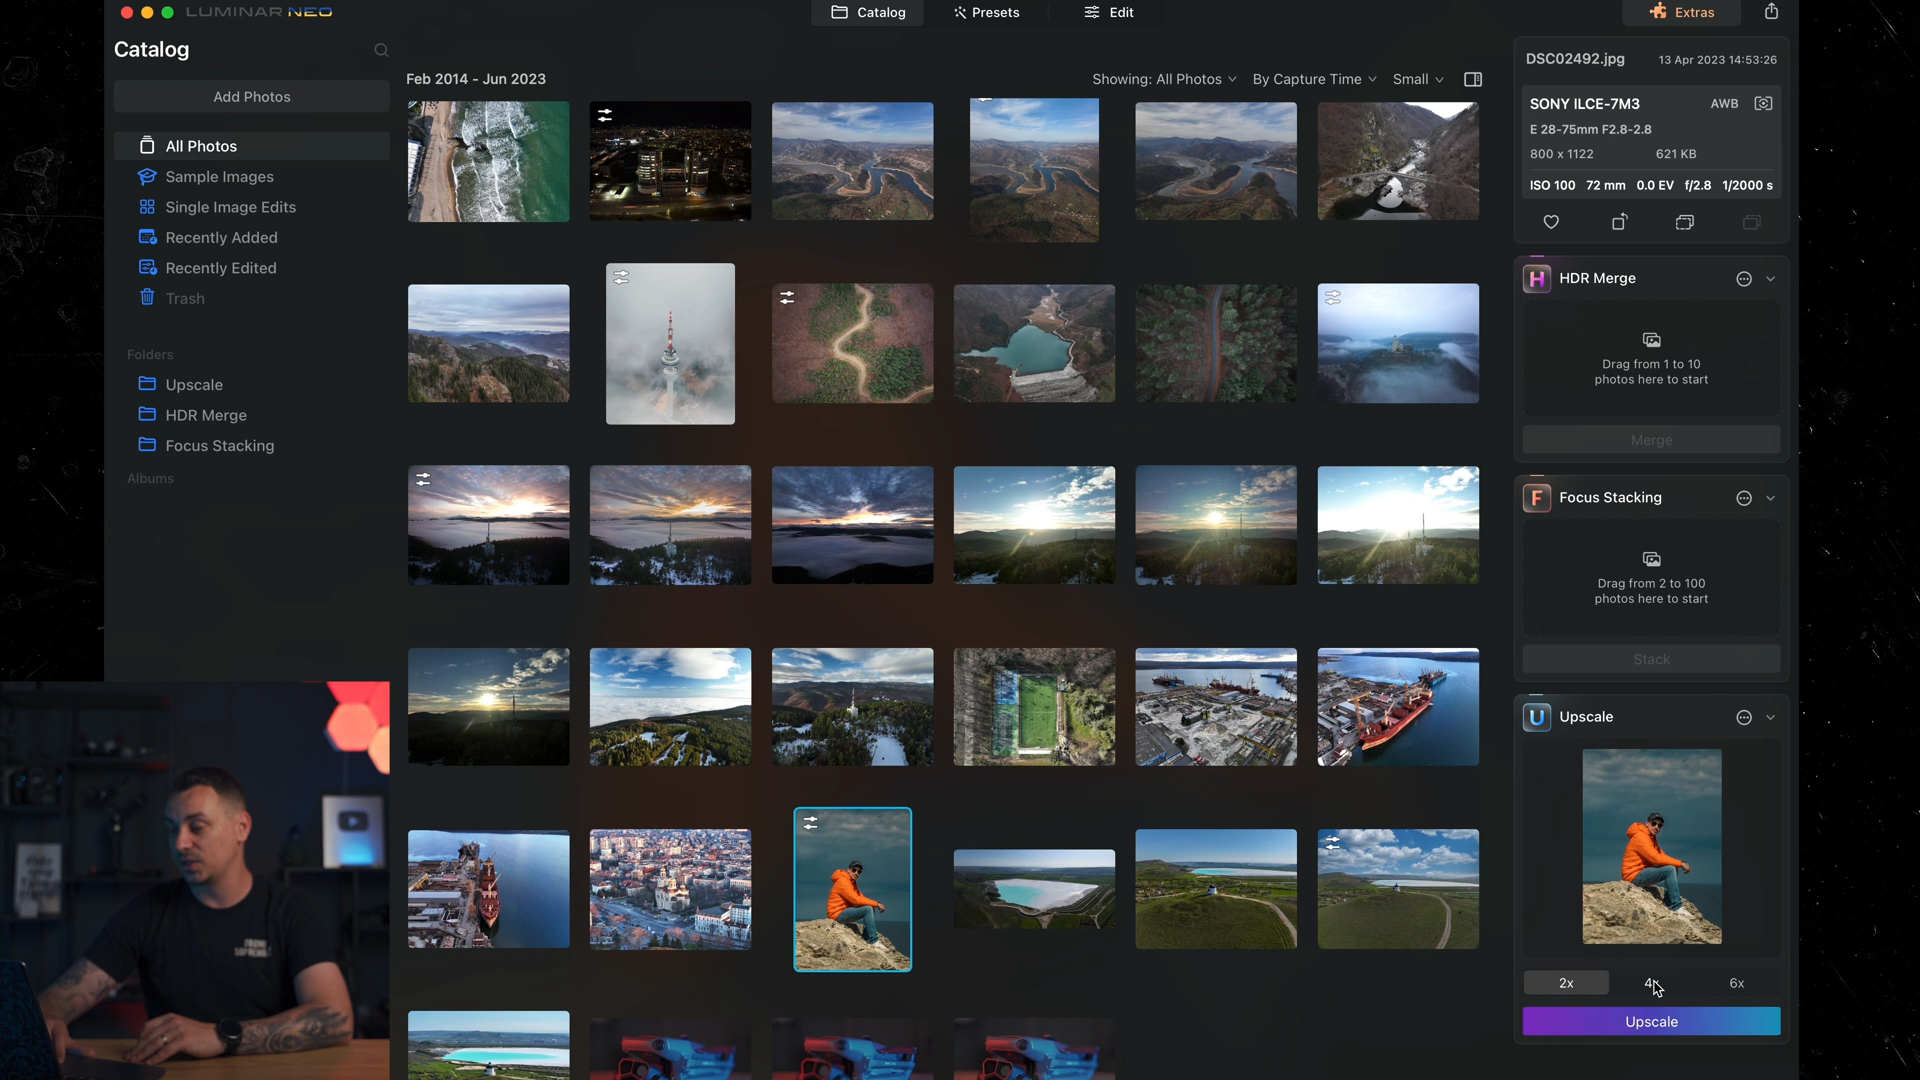 LUMINAR NEO
Catalog
Presets
Edit
Extras
Catalog
Add Photos
All Photos
Sample Images
Single Image Edits
Recently Added
Recently Edited
Trash
Folders
Upscale
HDR Merge
Focus Stacking
Albums
Feb 2014 - Jun 2023
Showing: All Photos
By Capture Time
Small
DSC02492.jpg
13 Apr 2023 14:53:26
SONY ILCE-7M3
AWB
E 28-75mm F2.8-2.8
800 x 1122
621 KB
ISO 100
72 mm
0.0 EV
f/2.8
1/2000 s
H
HDR Merge
Drag from 1 to 10
photos here to start
Merge
F
Focus Stacking
Drag from 2 to 100
photos here to start
Stack
U
Upscale
2x
4x
6x
Upscale